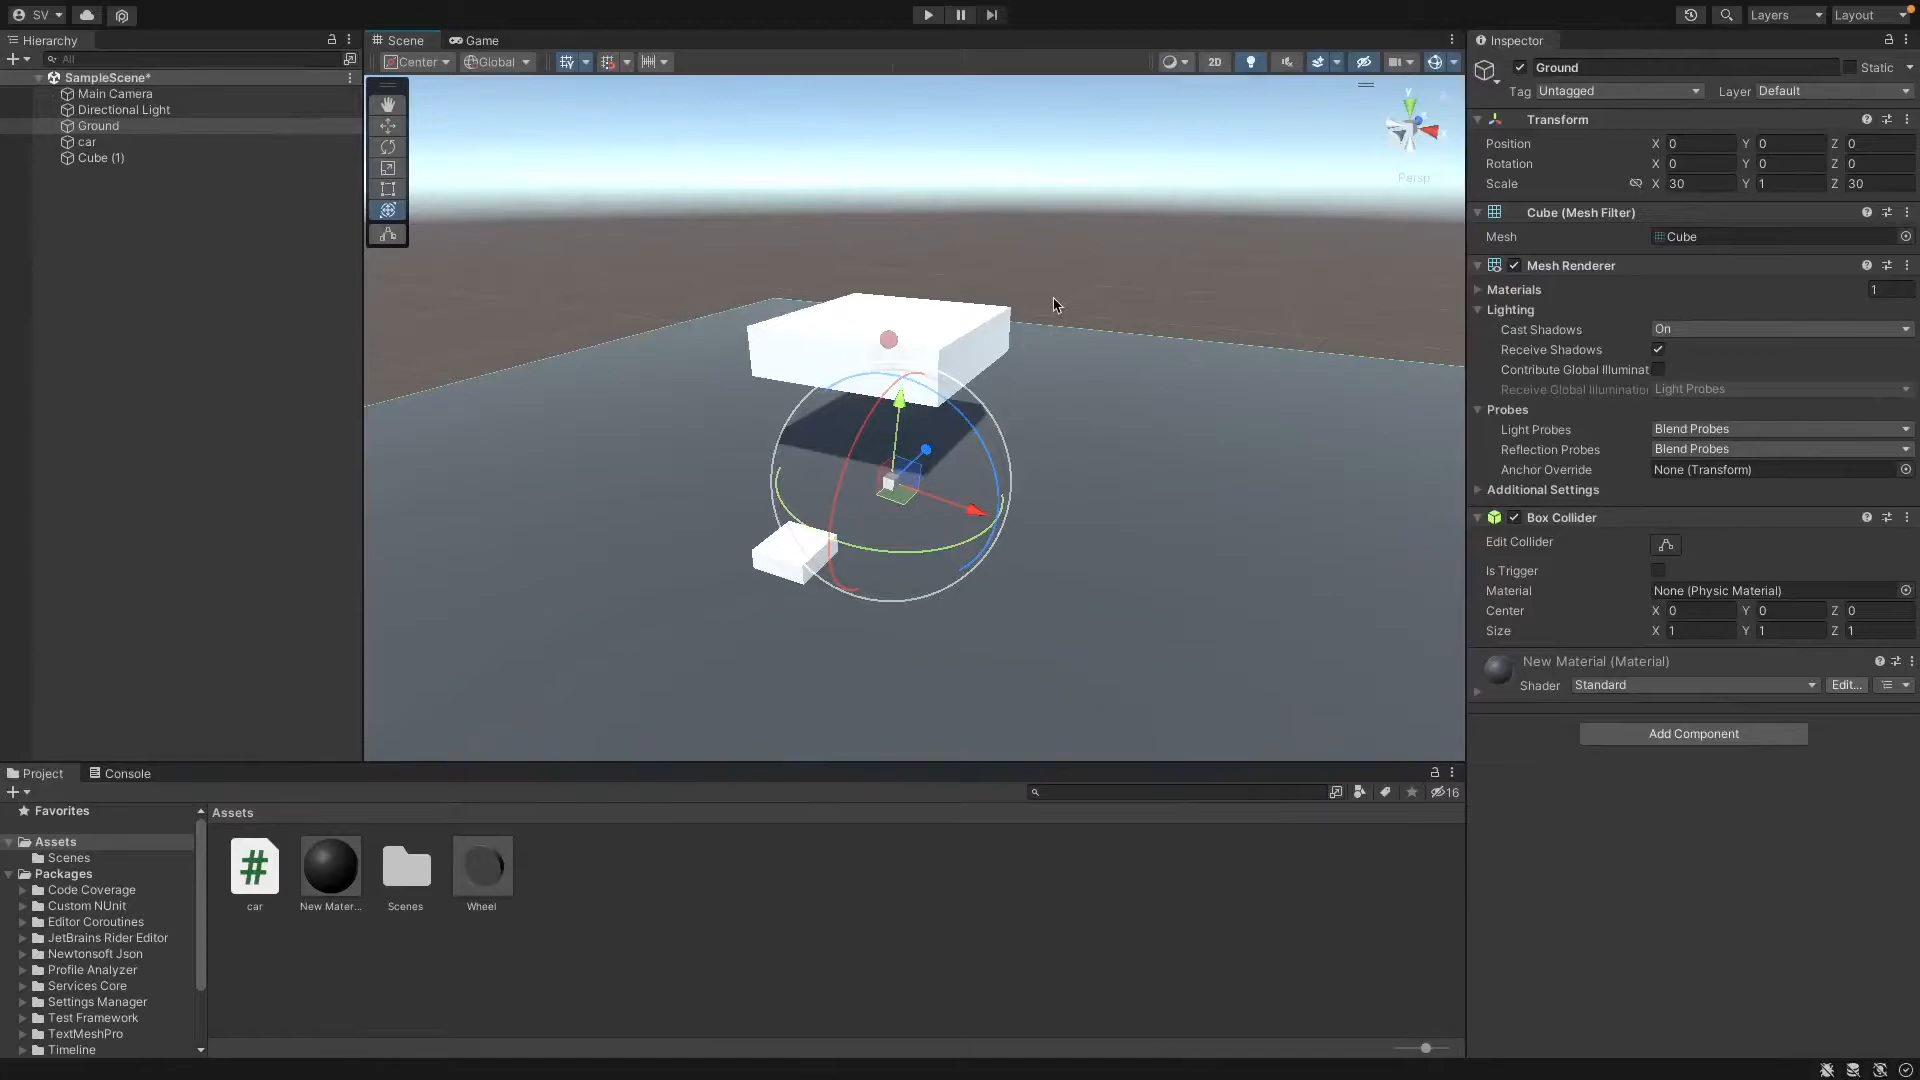 SV
Layers
Layout
Hierarchy
All
SampleScene*
Main Camera
Directional Light
Ground
car
Cube (1)
Scene
Game
Center
Global
2D
y
Persp
Inspector
Ground
Static
Tag Untagged
Layer Default
Transform
Position X 0 Y 0 Z 0
Rotation X 0 Y 0 Z 0
Scale X 30 Y 1 Z 30
Cube (Mesh Filter)
Mesh Cube
Mesh Renderer
Materials 1
Lighting
Cast Shadows On
Receive Shadows
Contribute Global Illuminat
Receive Global Illumination Light Probes
Probes
Light Probes Blend Probes
Reflection Probes Blend Probes
Anchor Override None (Transform)
Additional Settings
Box Collider
Edit Collider
Is Trigger
Material None (Physic Material)
Center X 0 Y 0 Z 0
Size X 1 Y 1 Z 1
New Material (Material)
Shader Standard Edit...
Add Component
Project
Console
16
Favorites
Assets
Scenes
Packages
Code Coverage
Custom NUnit
Editor Coroutines
JetBrains Rider Editor
Newtonsoft Json
Profile Analyzer
Services Core
Settings Manager
Test Framework
TextMeshPro
Timeline
Assets
#
car
New Mater...
Scenes
Wheel